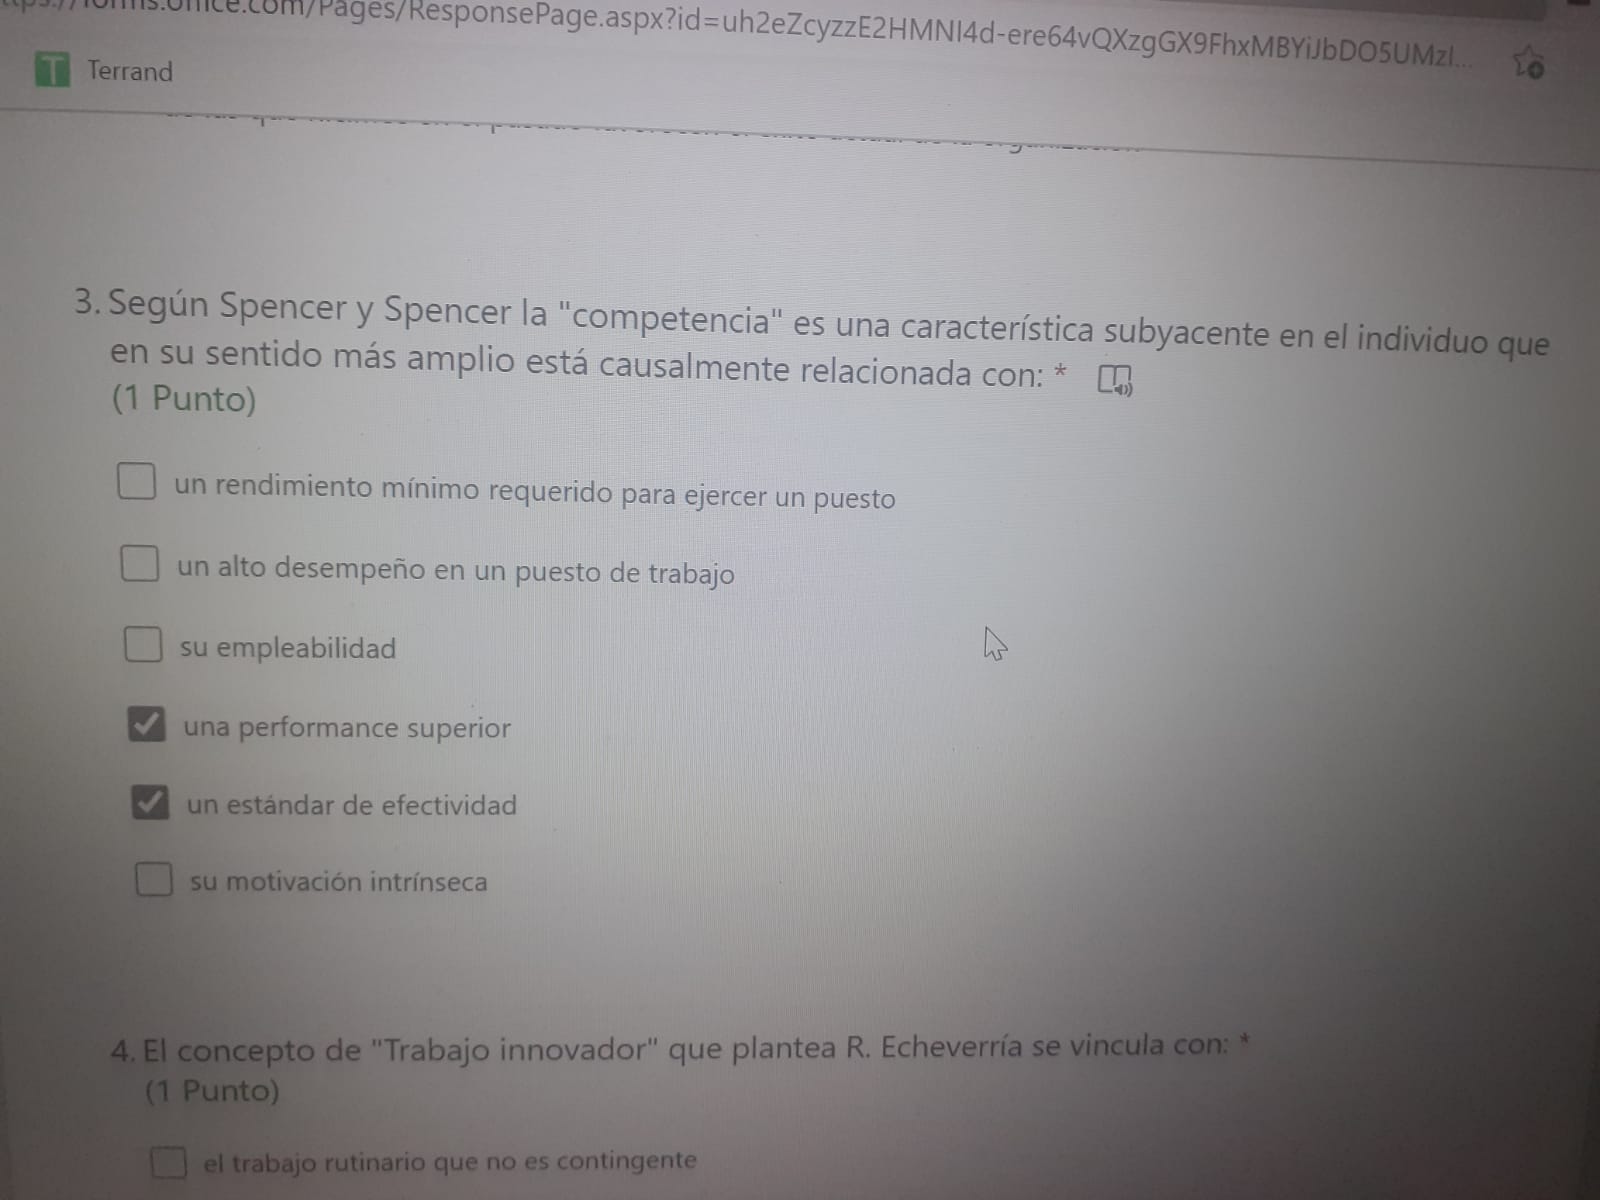 .com/Pages/ResponsePage.aspx?id=uh2eZcyzzE2HMNI4d-ere64vQXzgGX9FhxMBYiJbDO5UMzI...
T Terrand
3. Según Spencer y Spencer la "competencia" es una característica subyacente en el individuo que
en su sentido más amplio está causalmente relacionada con: *
(1 Punto)
un rendimiento mínimo requerido para ejercer un puesto
un alto desempeño en un puesto de trabajo
su empleabilidad
una performance superior
un estándar de efectividad
su motivación intrínseca
4. El concepto de "Trabajo innovador" que plantea R. Echeverría se vincula con: *
(1 Punto)
el trabajo rutinario que no es contingente